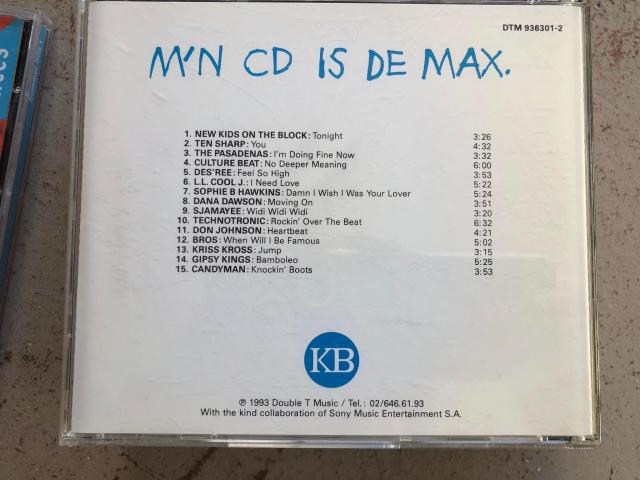 DTM 936301-2
M'N CD IS DE MAX.
1. NEW KIDS ON THE BLOCK: Tonight 3:26
2. TEN SHARP: You 4:32
3. THE PASADENAS: I'm Doing Fine Now 3:32
4. CULTURE BEAT: No Deeper Meaning 6:00
5. DES'REE: Feel So High 3:53
6. L.L. COOL J.: I Need Love 5:22
7. SOPHIE B HAWKINS: Damn I Wish I Was Your Lover 5:24
8. DANA DAWSON: Moving On 3:51
9. SJAMAYEE: Widi Widi Widi 3:20
10. TECHNOTRONIC: Rockin' Over The Beat 6:32
11. DON JOHNSON: Heartbeat 4:21
12. BROS: When Will I Be Famous 5:02
13. KRISS KROSS: Jump 3:15
14. GIPSY KINGS: Bamboleo 5:25
15. CANDYMAN: Knockin' Boots 3:53
KB
℗ 1993 Double T Music / Tel.: 02/646.61.93
With the kind collaboration of Sony Music Entertainment S.A.